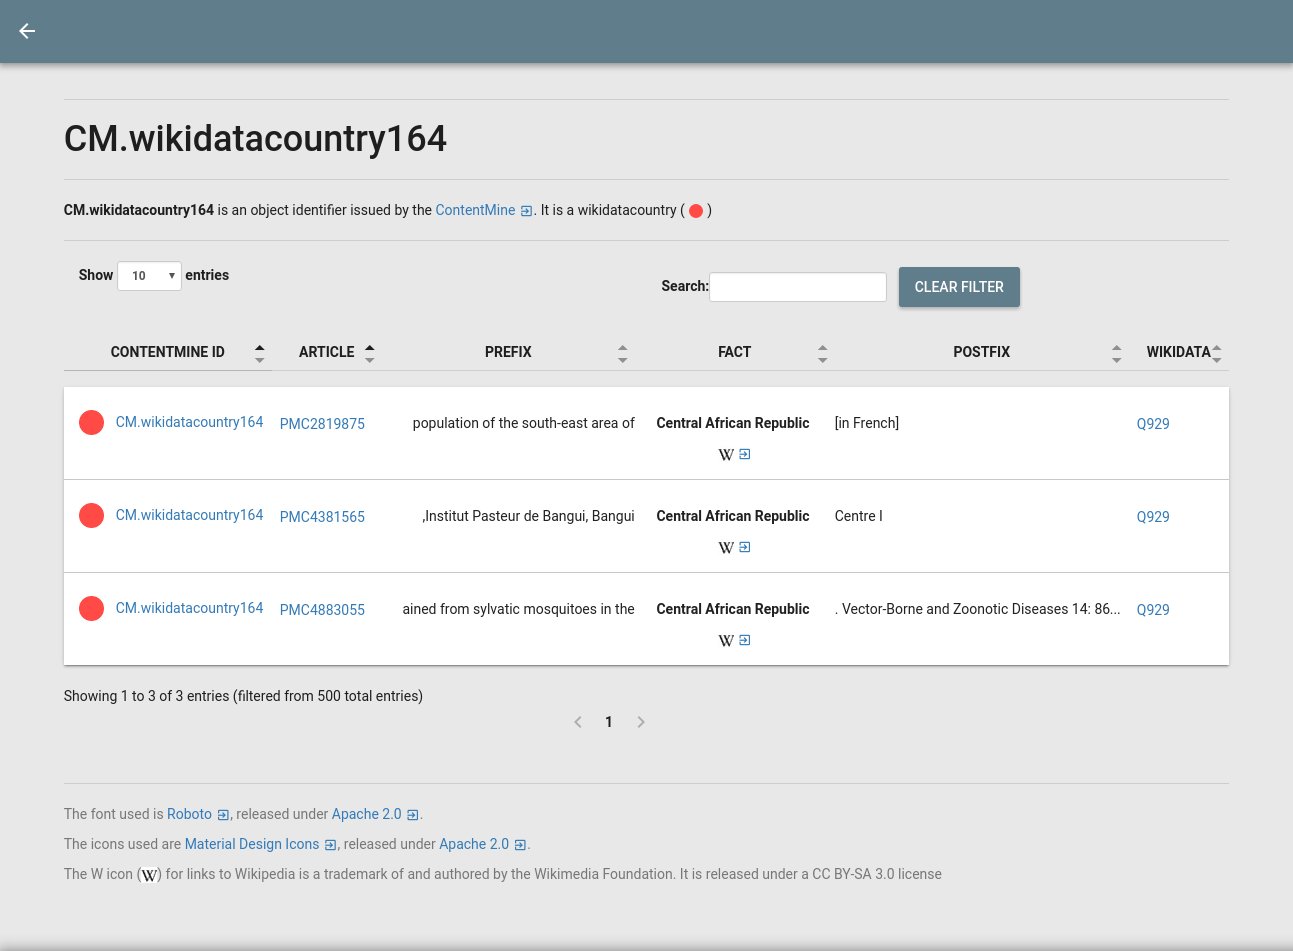 CM.wikidatacountry164
CM.wikidatacountry164 is an object identifier issued by the ContentMine. It is a wikidatacountry ( )
Show 10 entries
Search: CLEAR FILTER
CONTENTMINE ID ARTICLE PREFIX FACT POSTFIX WIKIDATA
CM.wikidatacountry164 PMC2819875 population of the south-east area of Central African Republic [in French] Q929
W
CM.wikidatacountry164 PMC4381565 ,Institut Pasteur de Bangui, Bangui Central African Republic Centre I Q929
W
CM.wikidatacountry164 PMC4883055 ained from sylvatic mosquitoes in the Central African Republic . Vector-Borne and Zoonotic Diseases 14: 86... Q929
W
Showing 1 to 3 of 3 entries (filtered from 500 total entries)
1
The font used is Roboto, released under Apache 2.0.
The icons used are Material Design Icons, released under Apache 2.0.
The W icon (W) for links to Wikipedia is a trademark of and authored by the Wikimedia Foundation. It is released under a CC BY-SA 3.0 license